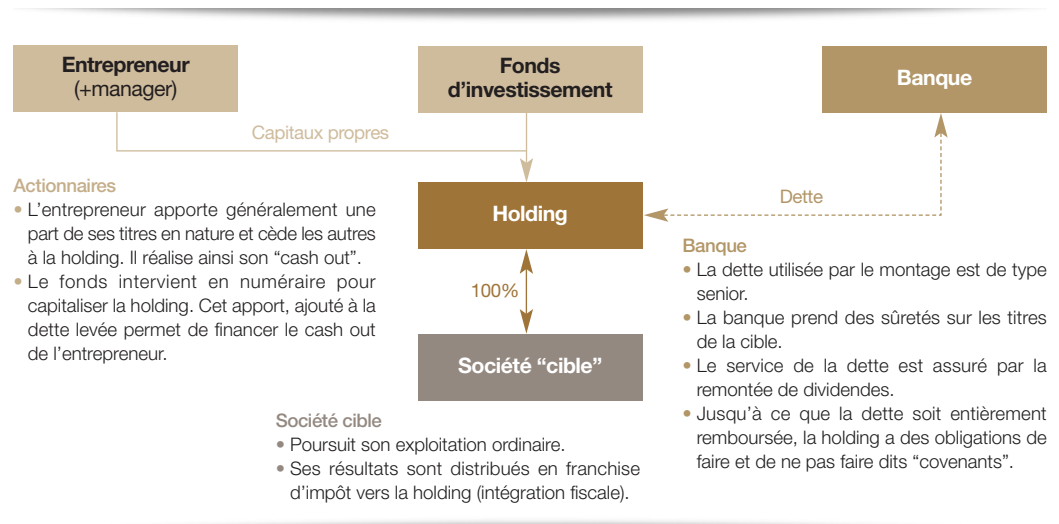 Entrepreneur
(+manager)
Fonds
d’investissement
Banque
Capitaux propres
Actionnaires
• L’entrepreneur apporte généralement une
part de ses titres en nature et cède les autres
à la holding. Il réalise ainsi son “cash out”.
• Le fonds intervient en numéraire pour
capitaliser la holding. Cet apport, ajouté à la
dette levée permet de financer le cash out
de l’entrepreneur.
Holding
Dette
100%
Société “cible”
Banque
• La dette utilisée par le montage est de type
senior.
• La banque prend des sûretés sur les titres
de la cible.
• Le service de la dette est assuré par la
remontée de dividendes.
• Jusqu’à ce que la dette soit entièrement
remboursée, la holding a des obligations de
faire et de ne pas faire dits “covenants”.
Société cible
• Poursuit son exploitation ordinaire.
• Ses résultats sont distribués en franchise
d’impôt vers la holding (intégration fiscale).